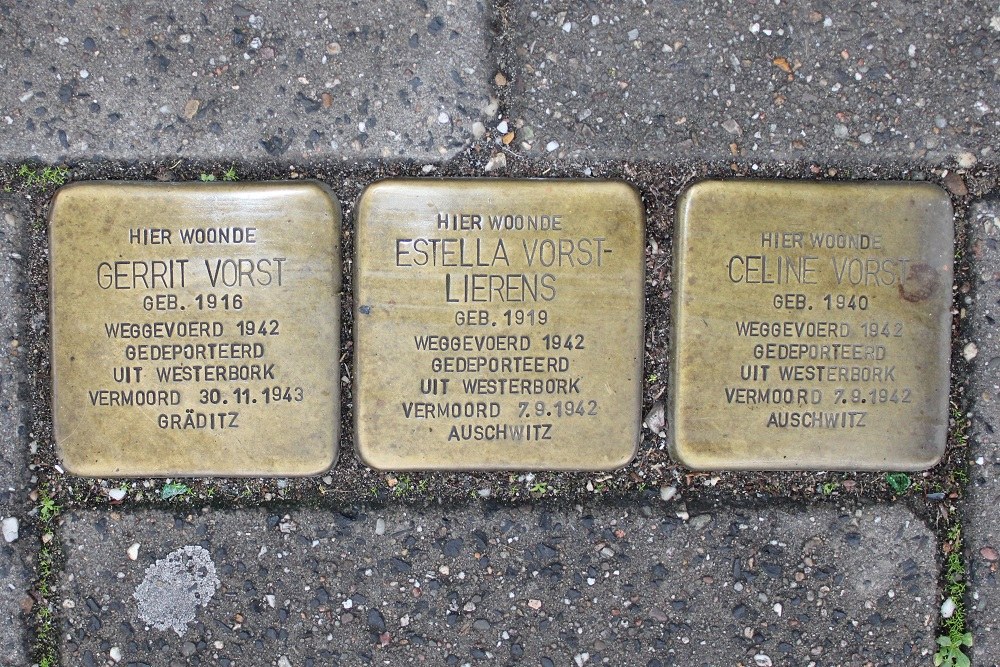 HIER WOONDE
GERRIT VORST
GEB. 1916
WEGGEVOERD 1942
GEDEPORTEERD
UIT WESTERBORK
VERMOORD 30.11.1943
GRÄDITZ
HIER WOONDE
ESTELLA VORST-
LIERENS
GEB. 1919
WEGGEVOERD 1942
GEDEPORTEERD
UIT WESTERBORK
VERMOORD 7.9.1942
AUSCHWITZ
HIER WOONDE
CELINE VORST
GEB. 1940
WEGGEVOERD 1942
GEDEPORTEERD
UIT WESTERBORK
VERMOORD 7.9.1942
AUSCHWITZ